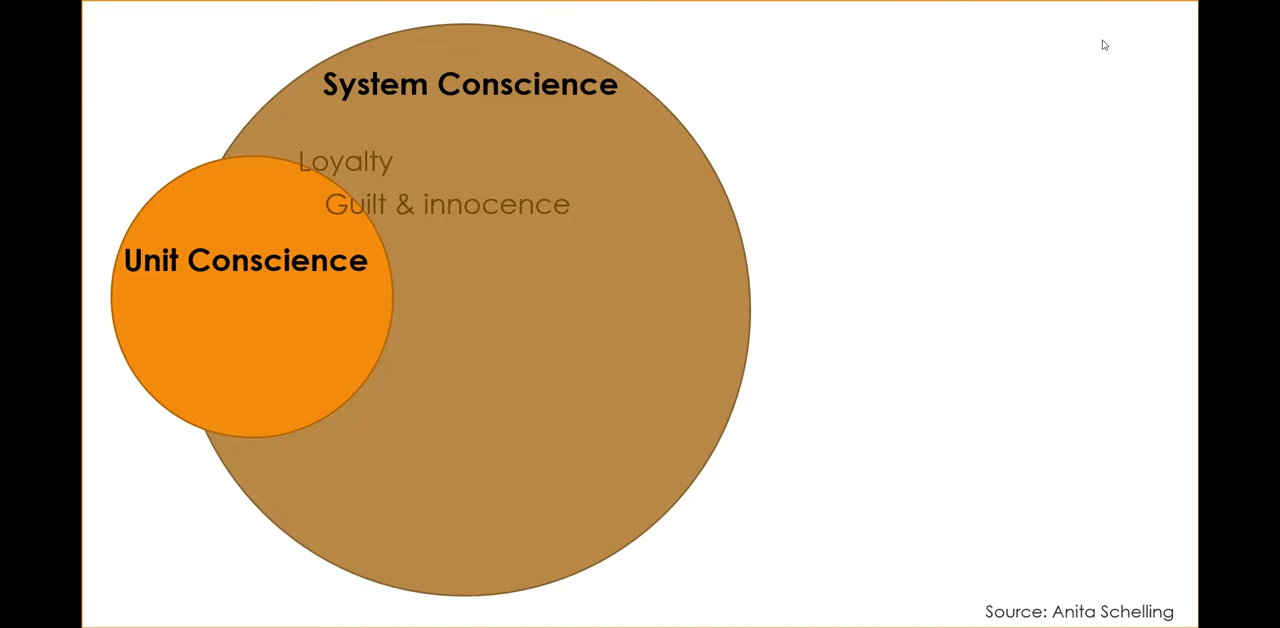 System Conscience
Loyalty
Guilt & innocence
Unit Conscience
Source: Anita Schelling